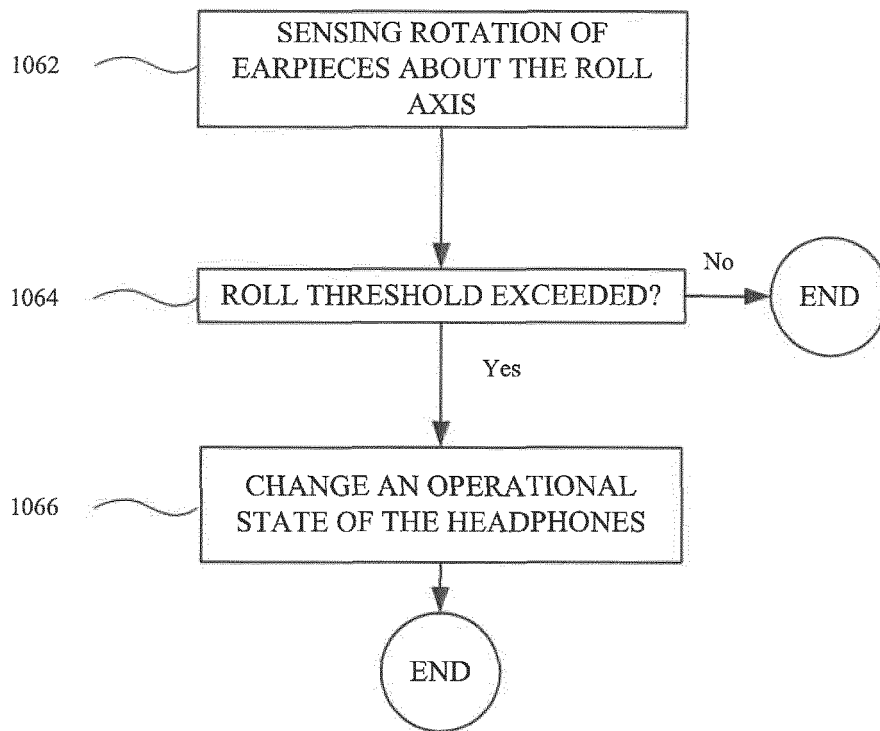 1062
SENSING ROTATION OF
EARPIECES ABOUT THE ROLL
AXIS
1064
ROLL THRESHOLD EXCEEDED?
No
END
Yes
1066
CHANGE AN OPERATIONAL
STATE OF THE HEADPHONES
END